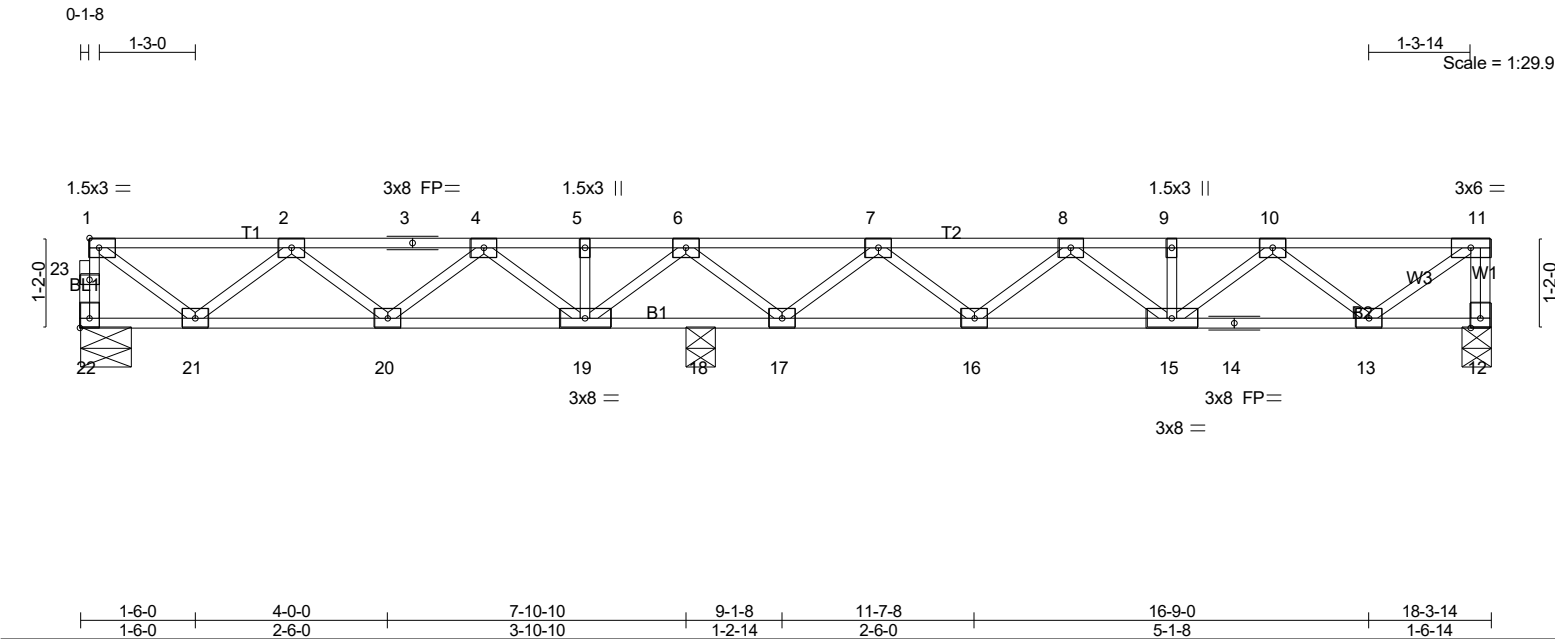 0-1-8
1-3-0 1-3-14
Scale = 1:29.9
1.5x3 = 3x8 FP= 1.5x3 || 1.5x3 || 3x6 =
1 2 3 4 5 6 7 8 9 10 11
T1 T2
1-2-0 23 BL1 W3 W1 1-2-0
B1 B2
22 21 20 19 18 17 16 15 14 13 12
3x8 = 3x8 FP=
3x8 =
1-6-0 4-0-0 7-10-10 9-1-8 11-7-8 16-9-0 18-3-14
1-6-0 2-6-0 3-10-10 1-2-14 2-6-0 5-1-8 1-6-14